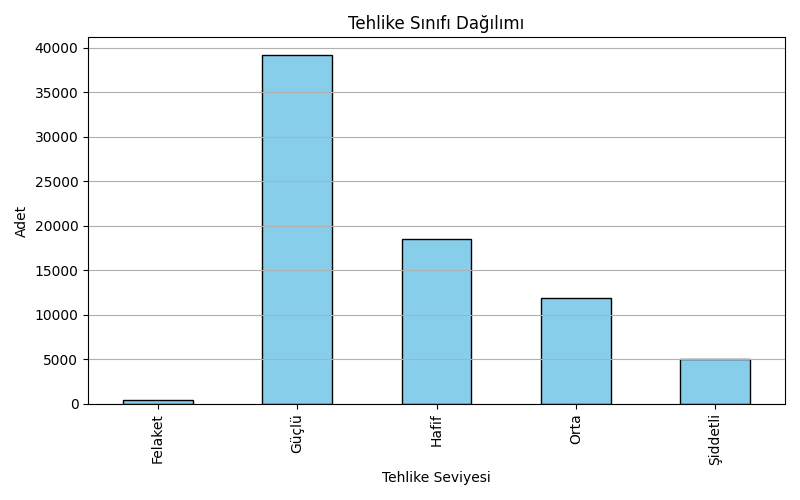 Tehlike Sınıfı Dağılımı
40000
35000
30000
25000
20000
15000
10000
5000
0
Adet
Felaket
Güçlü
Hafif
Orta
Şiddetli
Tehlike Seviyesi